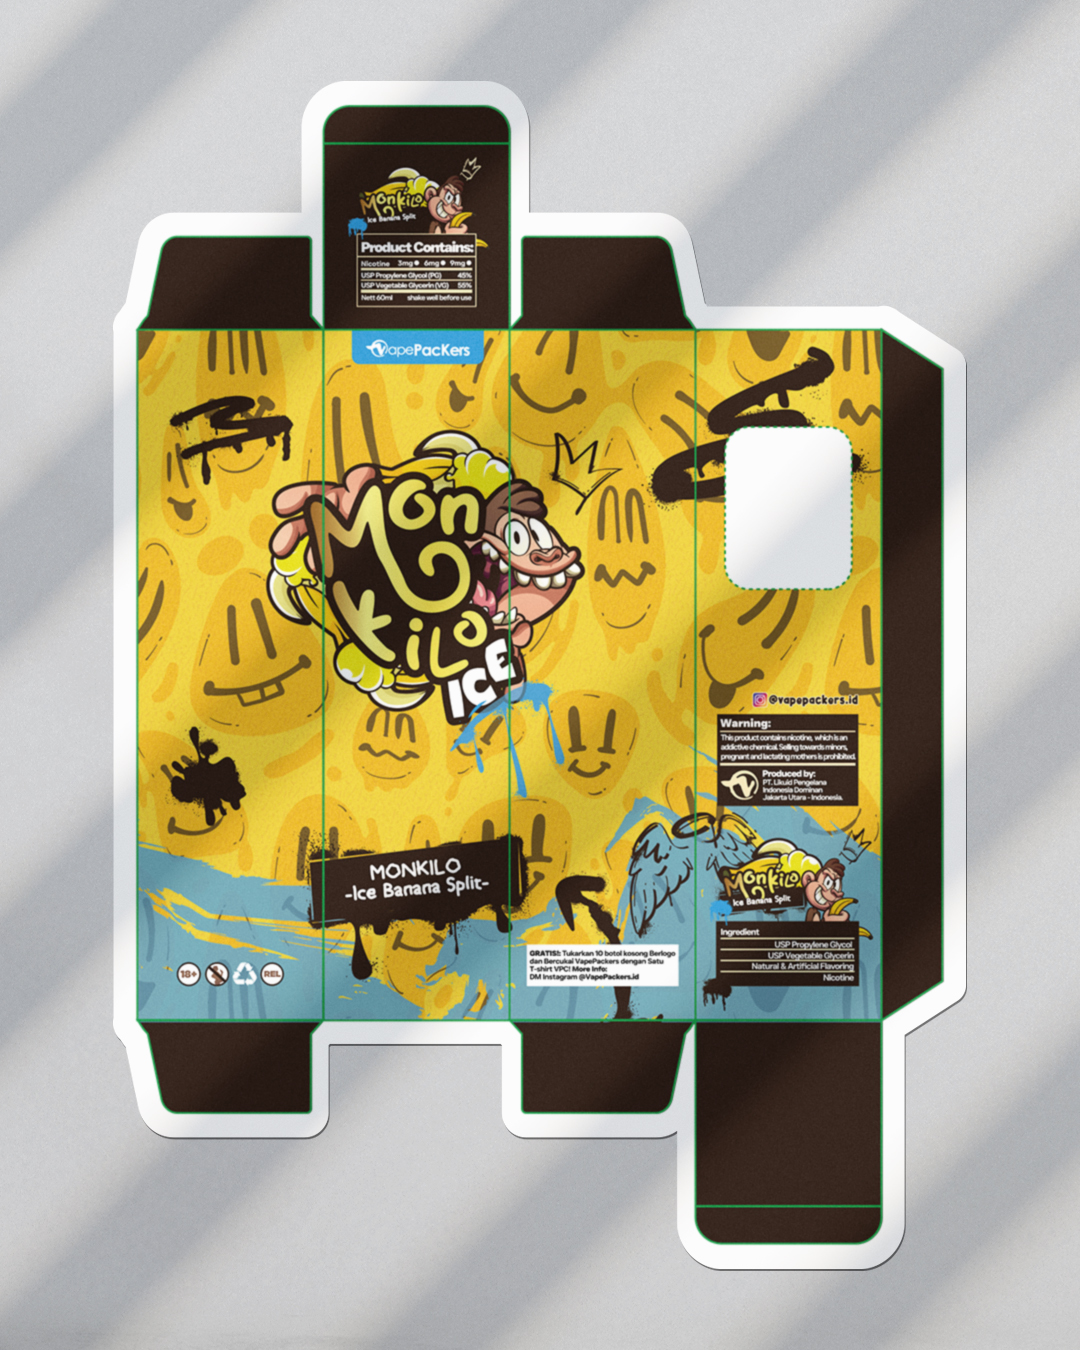 Monkilo
Ice Banana Split
Product Contains:
Nicotine 3mg 6mg 9mg
USP Propylene Glycol (PG) 45%
USP Vegetable Glycerin (VG) 55%
Nett 60ml shake well before use
VapePacKers
Mon
kilo
ICE
MONKILO
-Ice Banana Split-
18+
REL
GRATIS!: Tukarkan 10 botol kosong Berlogo
dan Bercukai VapePackers dengan Satu
T-shirt VPC! More Info:
DM Instagram @VapePackers.id
@vapepackers.id
Warning:
This product contains nicotine, which is an
addictive chemical. Selling towards minors,
pregnant and lactating mothers is prohibited.
Produced by:
PT. Likuid Pengelana
Indonesia Dominan
Jakarta Utara - Indonesia.
Monkilo
Ice Banana Split
Ingredient
USP Propylene Glycol
USP Vegetable Glycerin
Natural & Artificial Flavoring
Nicotine